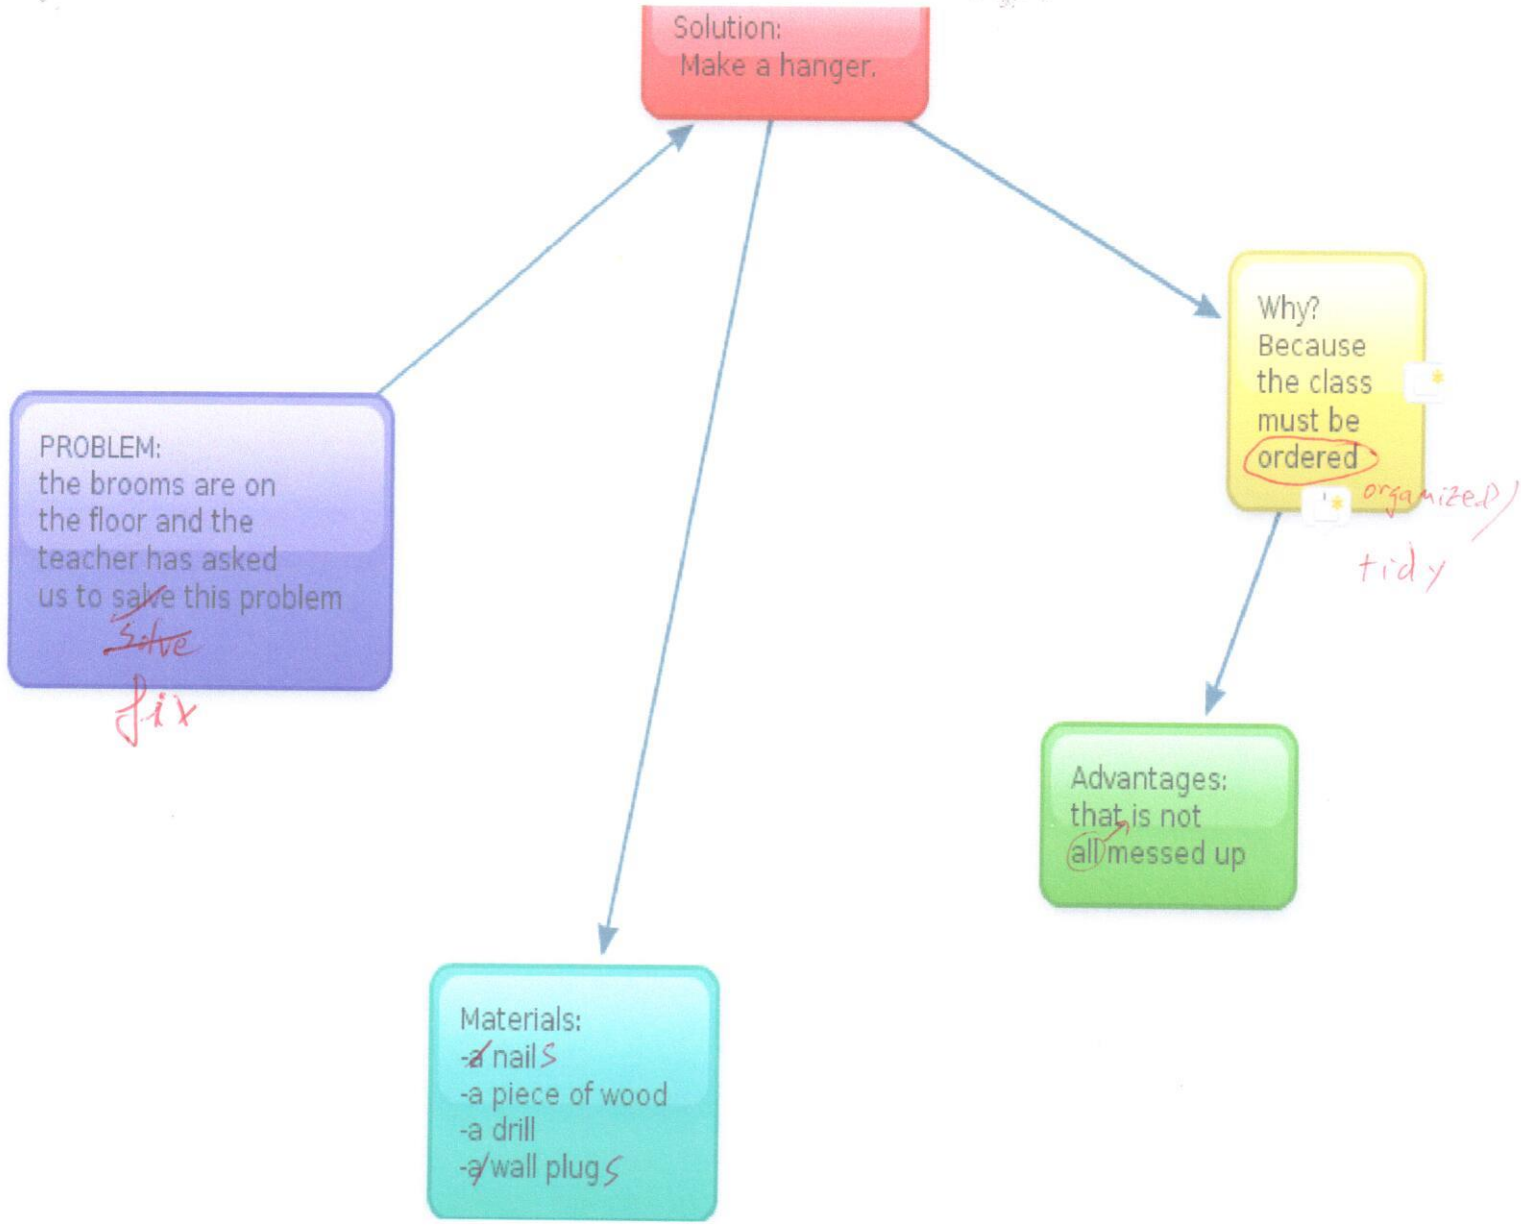 Solution:
Make a hanger.
Why?
Because
the class
must be
ordered
organized/
tidy
PROBLEM:
the brooms are on
the floor and the
teacher has asked
us to salve this problem
solve
fix
Advantages:
that is not
all messed up
Materials:
-a nails
-a piece of wood
-a drill
-a wall plugs